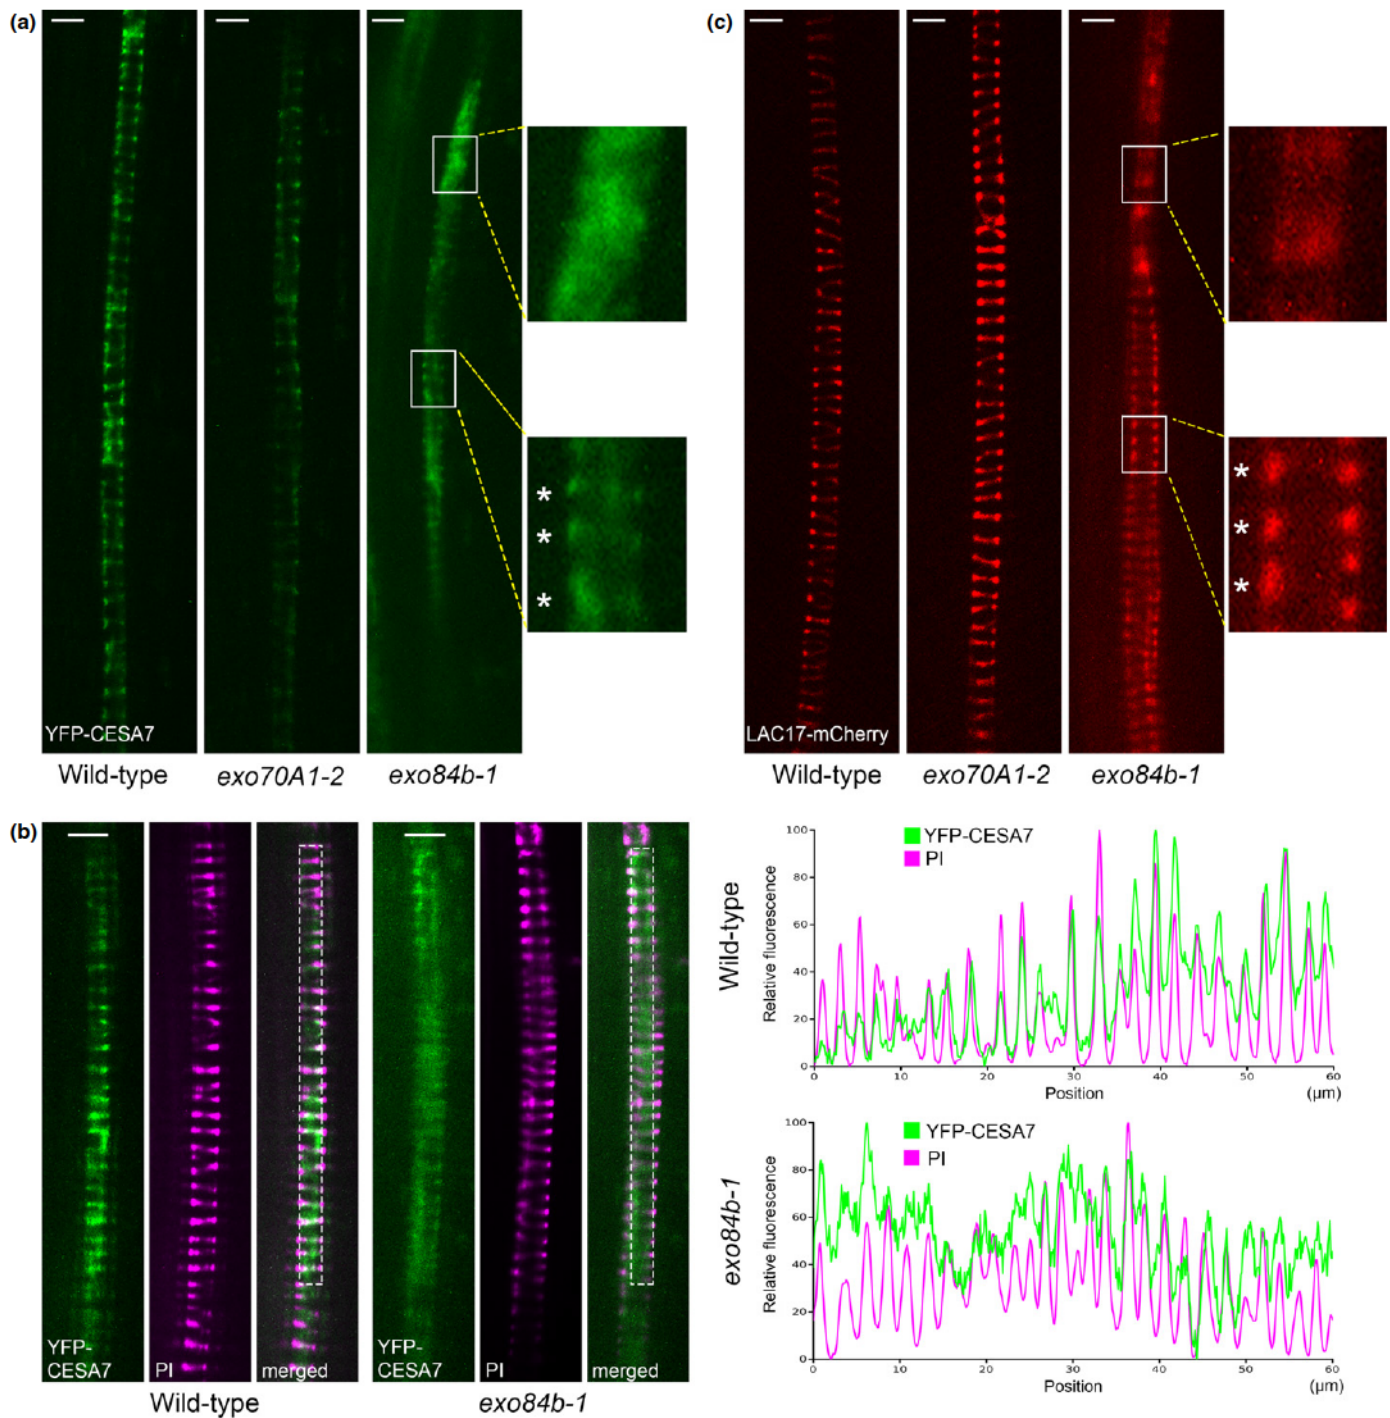 (a)
YFP-CESA7
Wild-type
exo70A1-2
exo84b-1
*
*
*
(c)
LAC17-mCherry
Wild-type
exo70A1-2
exo84b-1
*
*
*
(b)
YFP-
CESA7
PI
merged
Wild-type
YFP-
CESA7
PI
merged
exo84b-1
Wild-type
Relative fluorescence
100
80
60
40
20
0
YFP-CESA7
PI
0 10 20 30 40 50 60
Position
(µm)
exo84b-1
Relative fluorescence
100
80
60
40
20
0
YFP-CESA7
PI
0 10 20 30 40 50 60
Position
(µm)